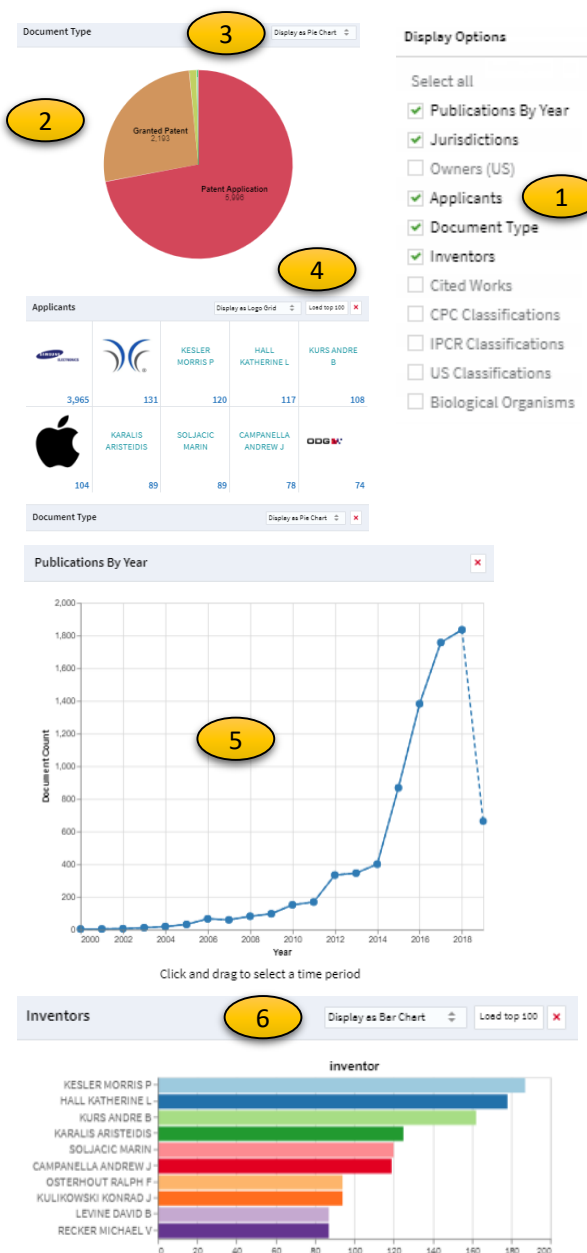 Document Type
3
Display as Pie Chart
2
Granted Patent
2,193
Patent Application
5,996
Display Options
Select all
Publications By Year
Jurisdictions
Owners (US)
Applicants
1
Document Type
Inventors
Cited Works
CPC Classifications
IPCR Classifications
US Classifications
Biological Organisms
4
Applicants
Display as Logo Grid
Load top 100
SAMSUNG
ELECTRONICS
KESLER
MORRIS P
HALL
KATHERINE L
KURS ANDRE
B
3,965
131
120
117
108
KARALIS
ARISTEIDIS
SOLJACIC
MARIN
CAMPANELLA
ANDREW J
ODG
104
89
89
78
74
Document Type
Display as Pie Chart
Publications By Year
2,000
1,800
1,600
1,400
1,200
1,000
800
600
400
200
0
Document Count
5
2000 2002 2004 2006 2008 2010 2012 2014 2016 2018
Year
Click and drag to select a time period
Inventors
6
Display as Bar Chart
Load top 100
inventor
KESLER MORRIS P
HALL KATHERINE L
KURS ANDRE B
KARALIS ARISTEIDIS
SOLJACIC MARIN
CAMPANELLA ANDREW J
OSTERHOUT RALPH F
KULIKOWSKI KONRAD J
LEVINE DAVID B
RECKER MICHAEL V
0 20 40 60 80 100 120 140 160 180 200